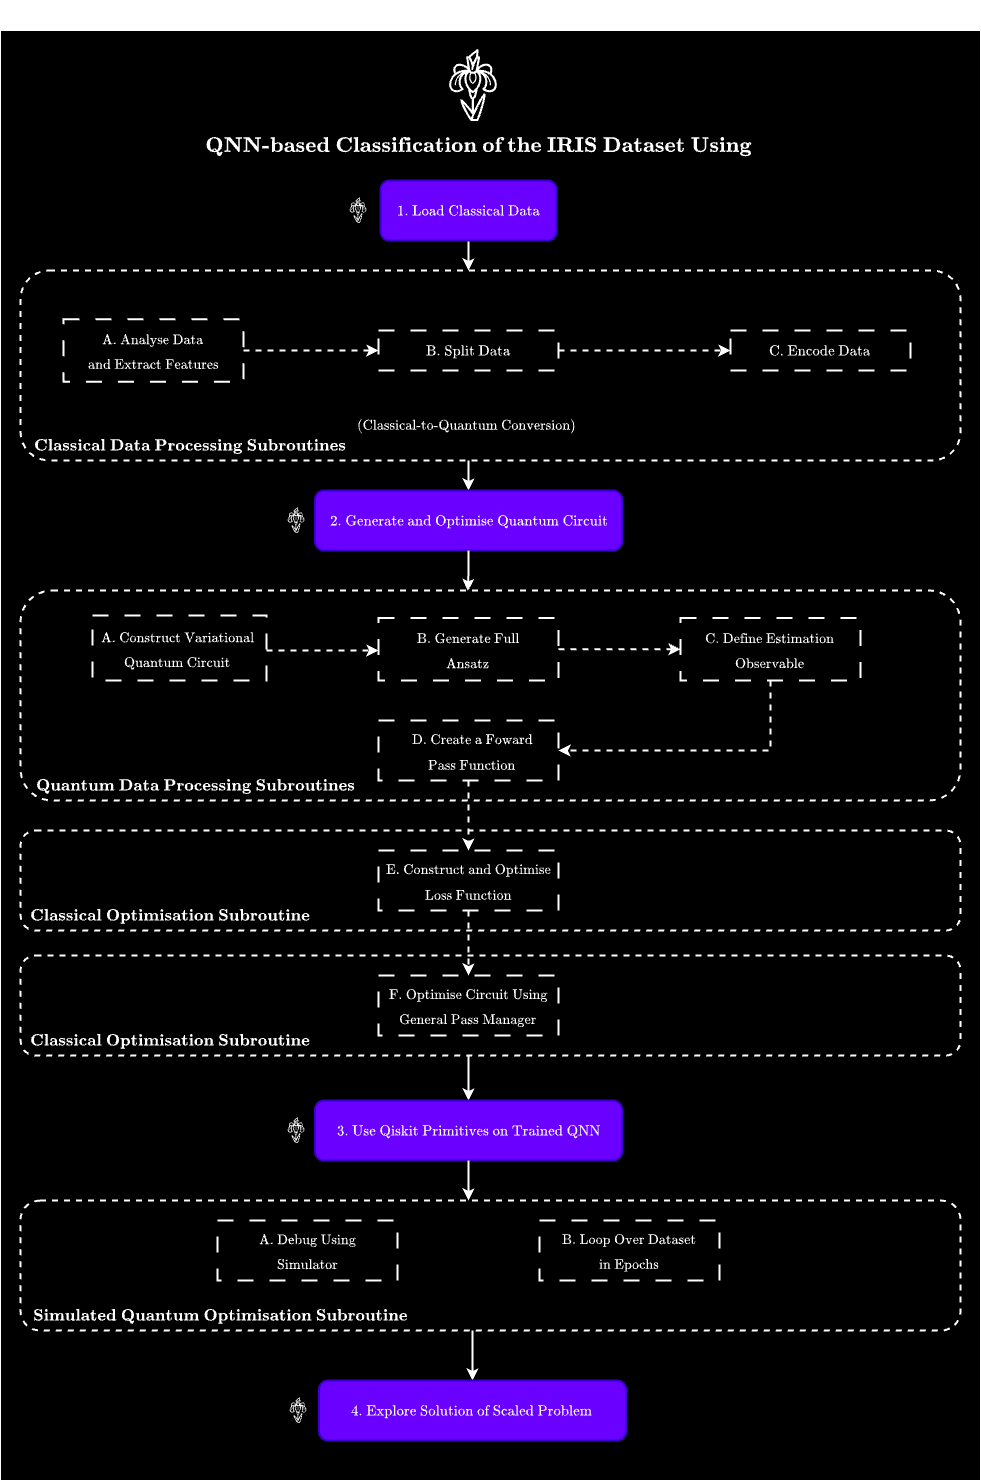 QNN-based Classification of the IRIS Dataset Using
1. Load Classical Data
A. Analyse Data
and Extract Features
B. Split Data
C. Encode Data
(Classical-to-Quantum Conversion)
Classical Data Processing Subroutines
2. Generate and Optimise Quantum Circuit
A. Construct Variational
Quantum Circuit
B. Generate Full
Ansatz
C. Define Estimation
Observable
D. Create a Foward
Pass Function
Quantum Data Processing Subroutines
E. Construct and Optimise
Loss Function
Classical Optimisation Subroutine
F. Optimise Circuit Using
General Pass Manager
Classical Optimisation Subroutine
3. Use Qiskit Primitives on Trained QNN
A. Debug Using
Simulator
B. Loop Over Dataset
in Epochs
Simulated Quantum Optimisation Subroutine
4. Explore Solution of Scaled Problem